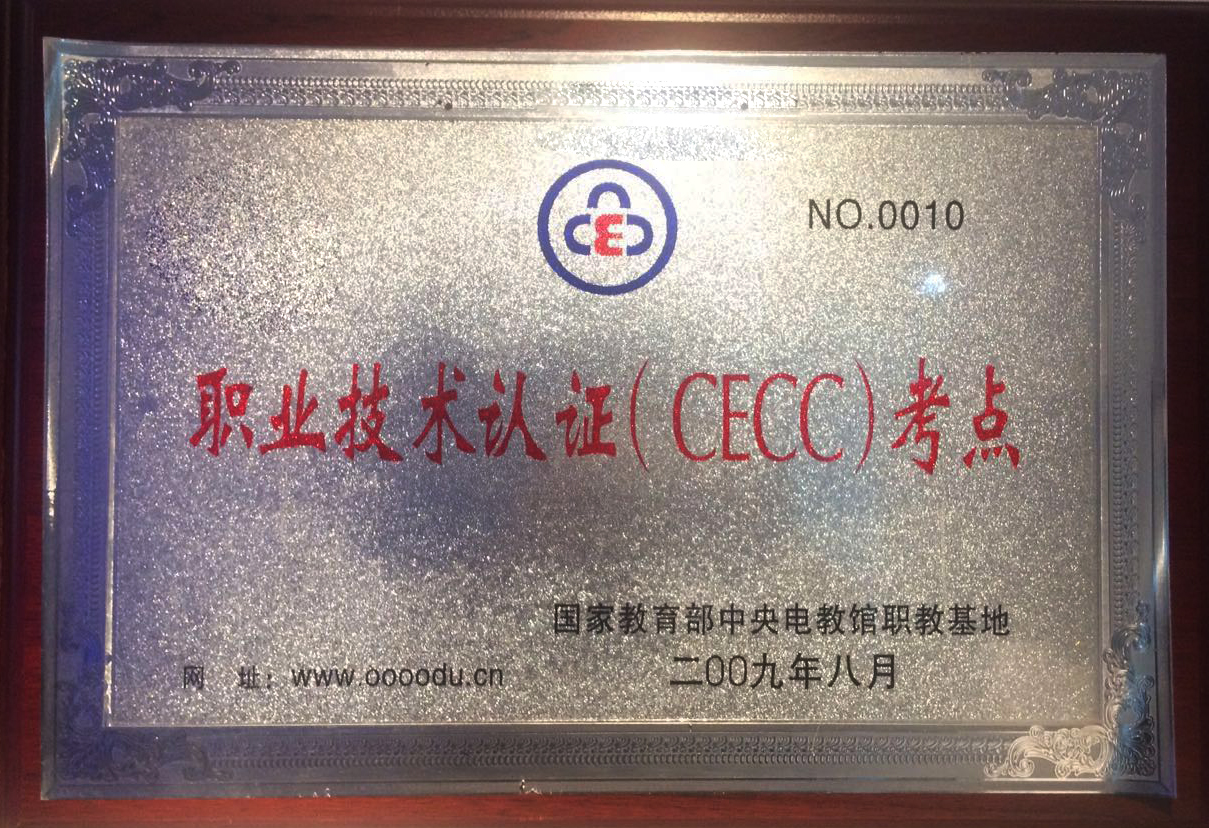 NO.0010
职业技术认证(CECC)考点
国家教育部中央电教馆职教基地
网 址：www.oooodu.cn
二00九年八月